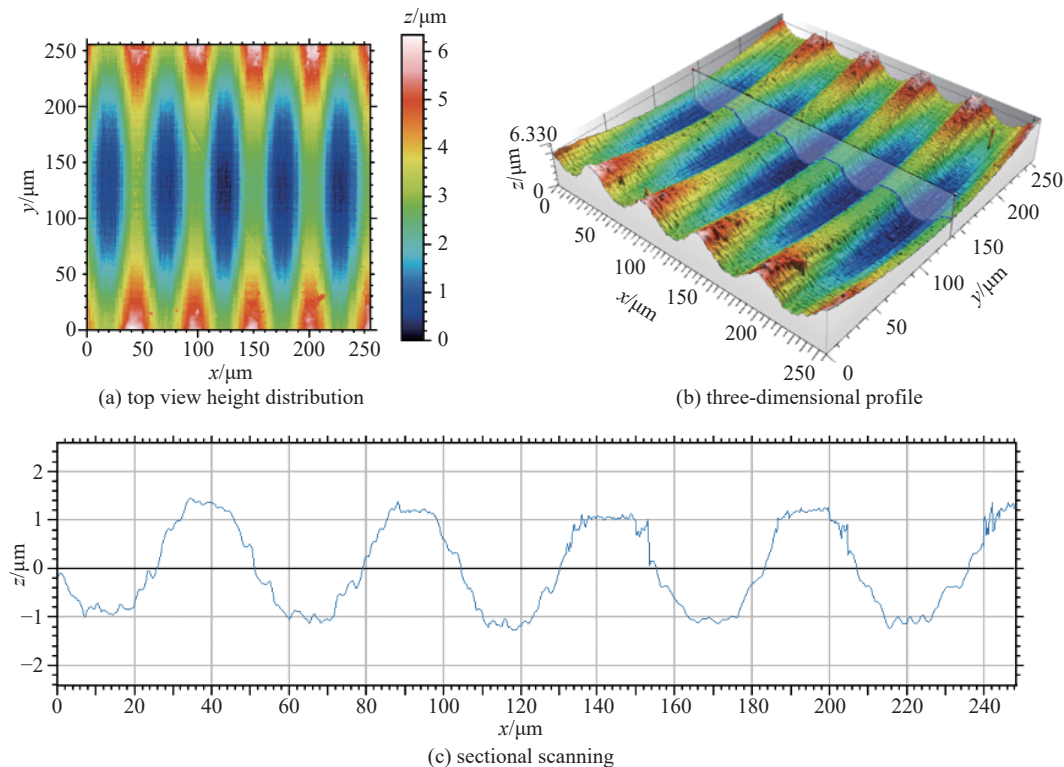 z/μm
250
200
150
100
50
0
y/μm
0 50 100 150 200 250
x/μm
6
5
4
3
2
1
0
(a) top view height distribution
6.330
z/μm
0
0
50
100
150
200
250
x/μm
0
50
100
150
200
250
y/μm
(b) three-dimensional profile
2
1
0
−1
−2
z/μm
0 20 40 60 80 100 120 140 160 180 200 220 240
x/μm
(c) sectional scanning